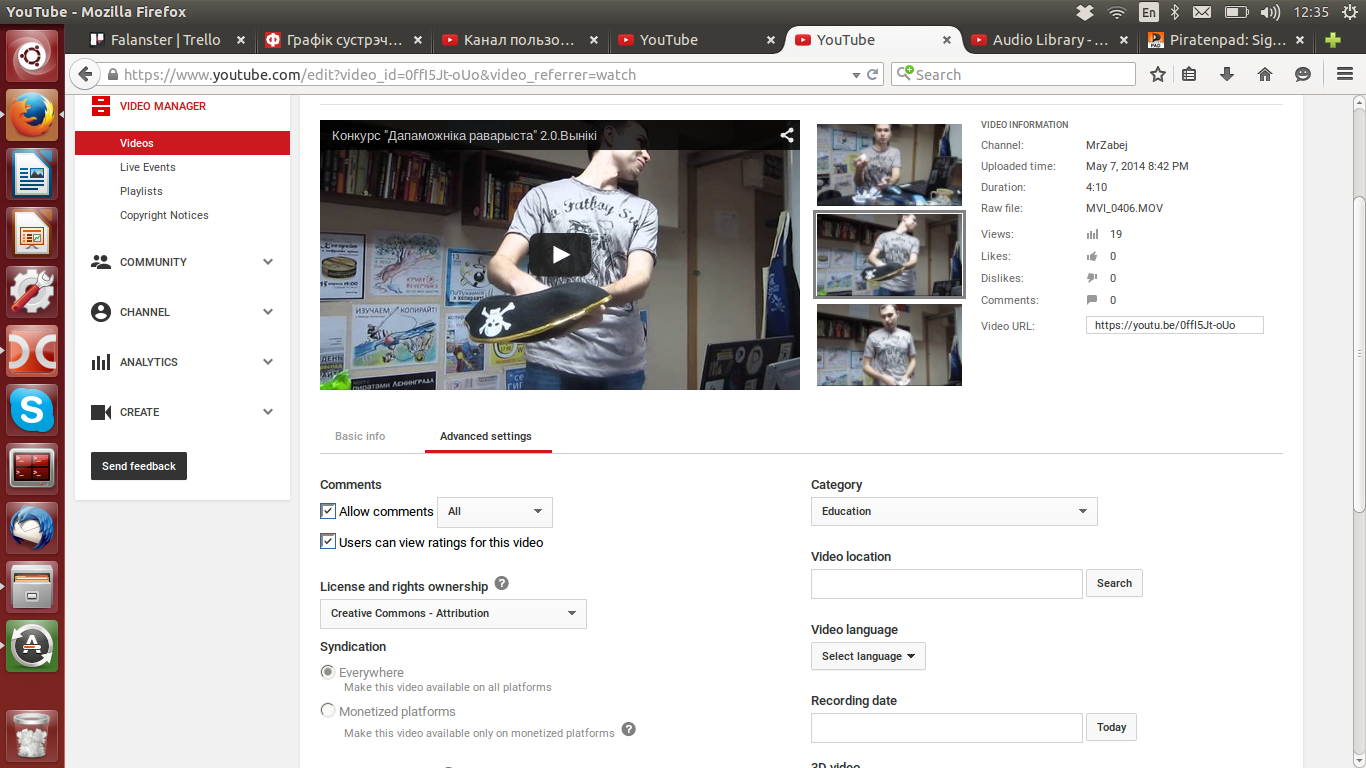 YouTube - Mozilla Firefox
En
12:35
Falanster | Trello
Графік сустрэч...
Канал пользо...
YouTube
YouTube
Audio Library - ...
Piratenpad: Sig...
https://www.youtube.com/edit?video_id=0ffI5Jt-oUo&video_referrer=watch
Search
VIDEO MANAGER
Videos
Live Events
Playlists
Copyright Notices
COMMUNITY
CHANNEL
ANALYTICS
CREATE
Send feedback
Конкурс "Дапаможніка раварыста" 2.0.Вынікі
No Fatboy
ИЗУЧАЕМ
КОПИРАЙТ!
ПИРАТАМИ ЛЕНИНГРАДА
VIDEO INFORMATION
Channel: MrZabej
Uploaded time: May 7, 2014 8:42 PM
Duration: 4:10
Raw file: MVI_0406.MOV
Views: 19
Likes: 0
Dislikes: 0
Comments: 0
Video URL: https://youtu.be/0ffI5Jt-oUo
Basic info
Advanced settings
Comments
Allow comments All
Users can view ratings for this video
License and rights ownership ?
Creative Commons - Attribution
Syndication
Everywhere
Make this video available on all platforms
Monetized platforms
Make this video available only on monetized platforms ?
Category
Education
Video location
Search
Video language
Select language
Recording date
Today
3D video